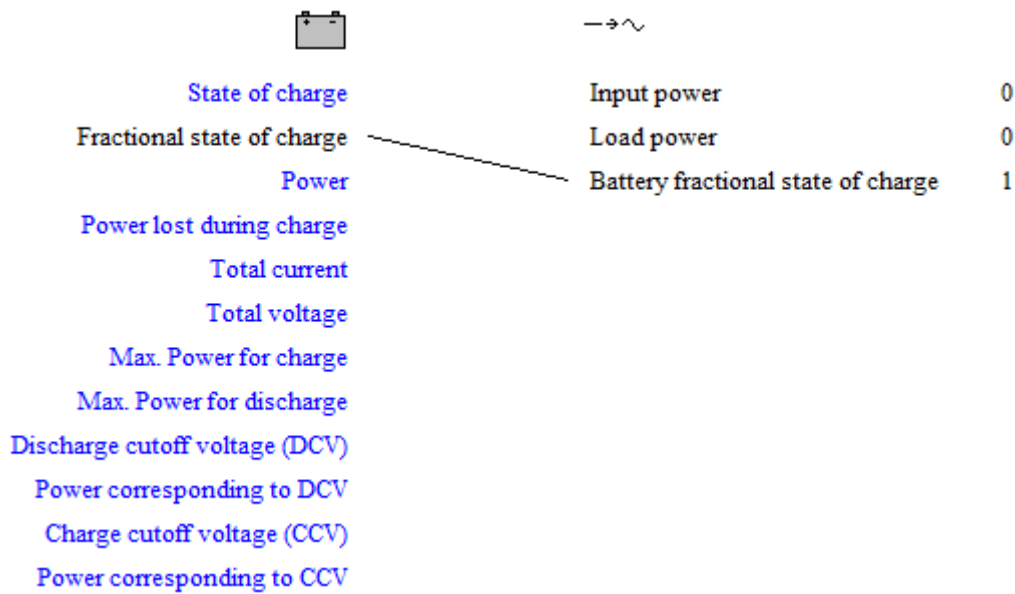 State of charge
Fractional state of charge
Power
Power lost during charge
Total current
Total voltage
Max. Power for charge
Max. Power for discharge
Discharge cutoff voltage (DCV)
Power corresponding to DCV
Charge cutoff voltage (CCV)
Power corresponding to CCV
Input power 0
Load power 0
Battery fractional state of charge 1